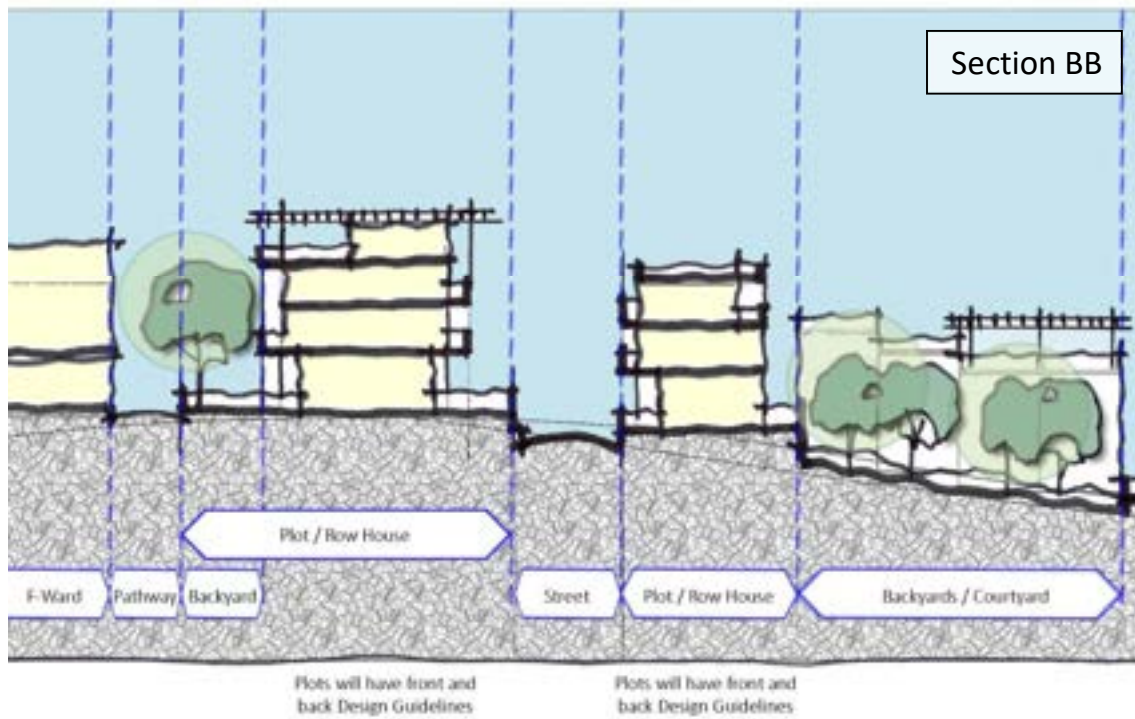 Section BB
Plot / Row House
F-Ward
Pathway
Backyard
Street
Plot / Row House
Backyards / Courtyard
Plots will have front and
back Design Guidelines
Plots will have front and
back Design Guidelines